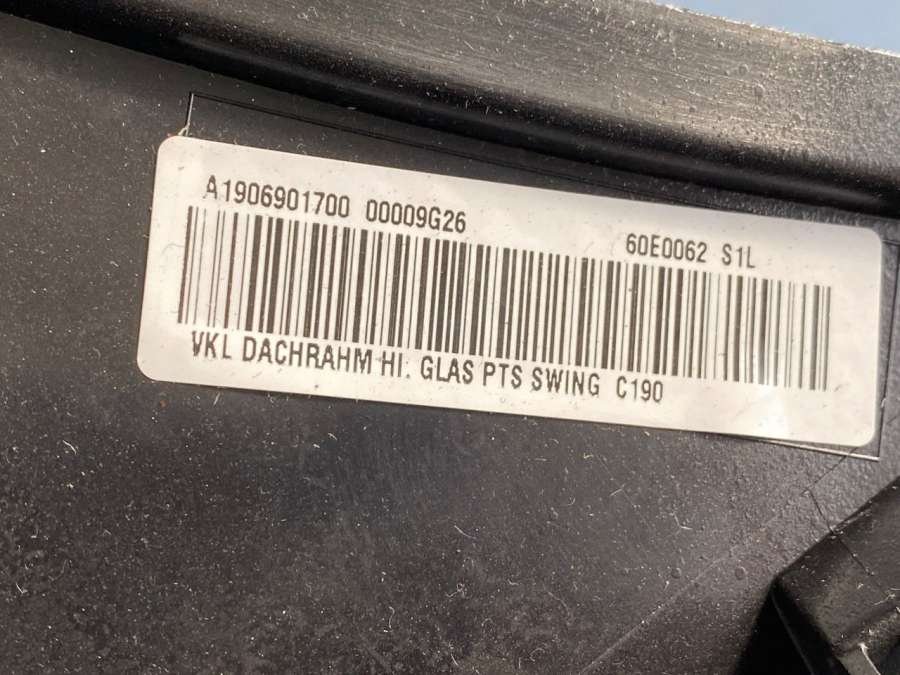 A1906901700 00009G26 60E0062 S1L
VKL DACHRAHM HI. GLAS PTS SWING C190